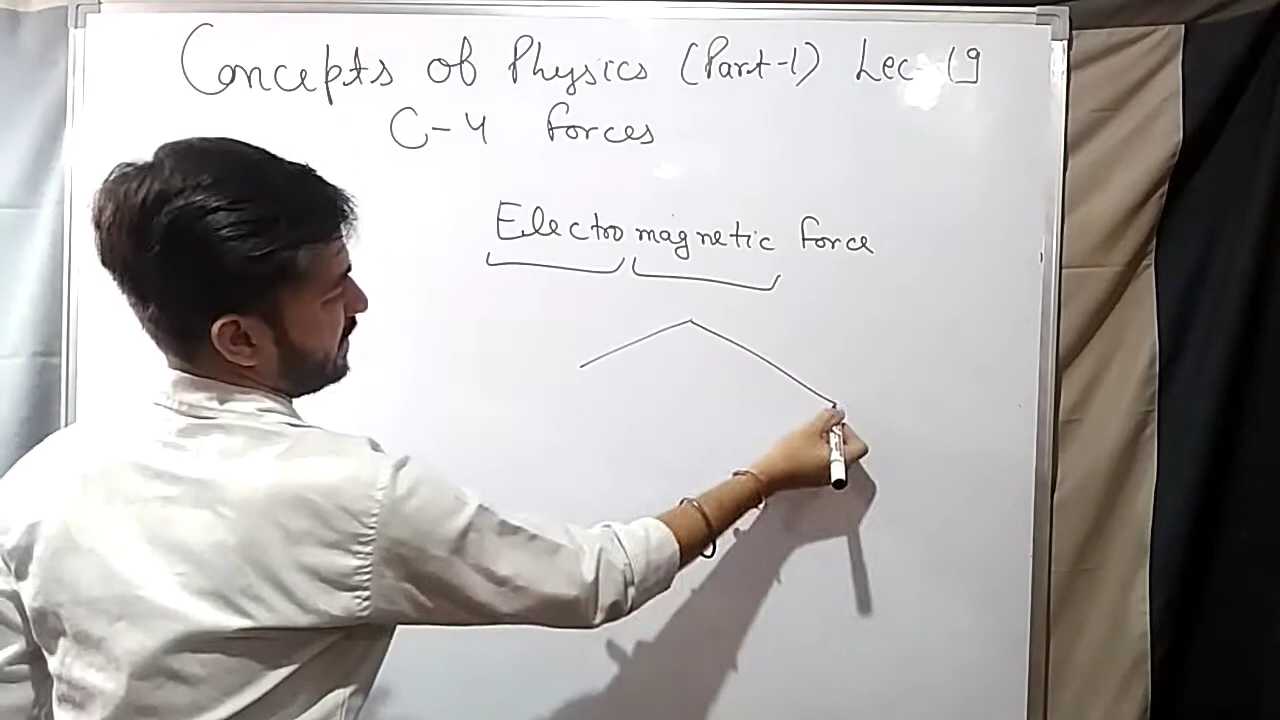 Concepts of Physics (Part-1) Lec-19
C-4 forces
Electromagnetic force